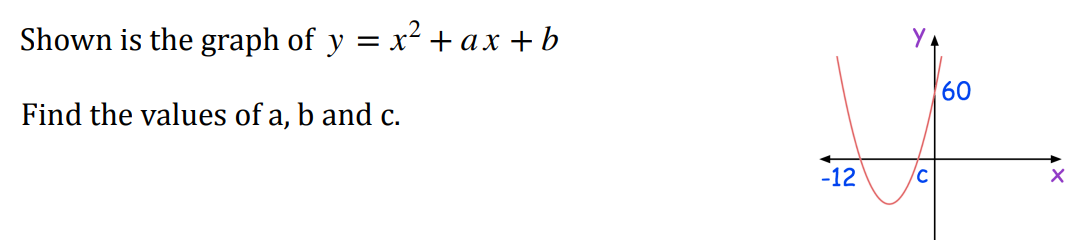 Shown is the graph of y = x² + ax + b
Find the values of a, b and c.
y
60
-12
c
x